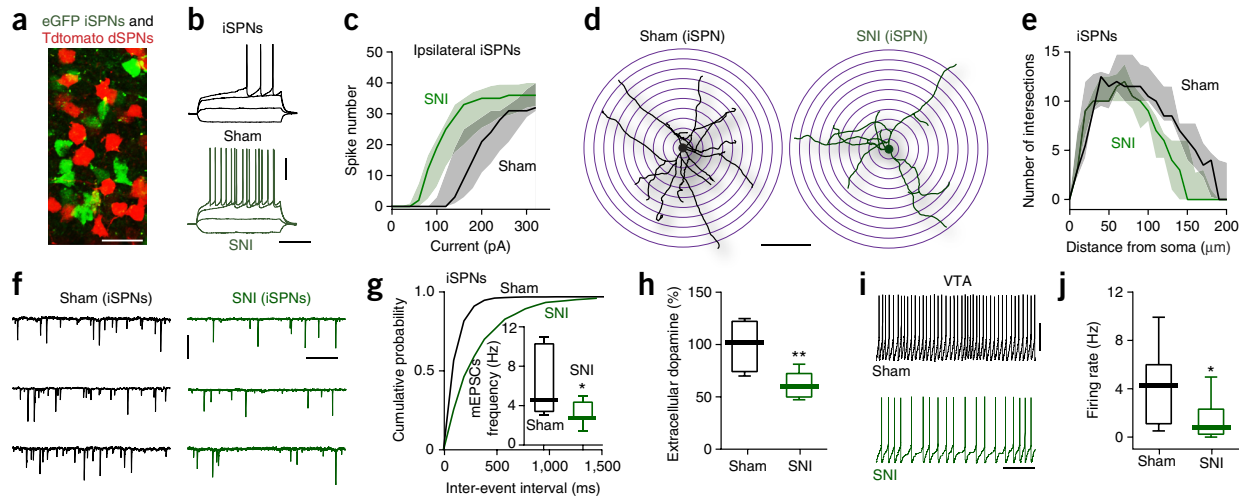 a
eGFP iSPNs and
Tdtomato dSPNs
b
iSPNs
Sham
SNI
c
Ipsilateral iSPNs
SNI
Sham
Spike number
50
40
30
20
10
0
0 100 200 300
Current (pA)
d
Sham (iSPN)
SNI (iSPN)
e
iSPNs
Sham
SNI
Number of intersections
15
10
5
0
0 50 100 150 200
Distance from soma (μm)
f
Sham (iSPNs)
SNI (iSPNs)
g
iSPNs
Sham
SNI
Cumulative probability
1.0
0.5
0
0 500 1,000 1,500
Inter-event interval (ms)
mEPSCs
frequency (Hz)
12
8
4
0
Sham
SNI
*
h
Extracellular dopamine (%)
150
100
50
0
**
Sham SNI
i
VTA
Sham
SNI
j
Firing rate (Hz)
12
8
4
0
*
Sham SNI